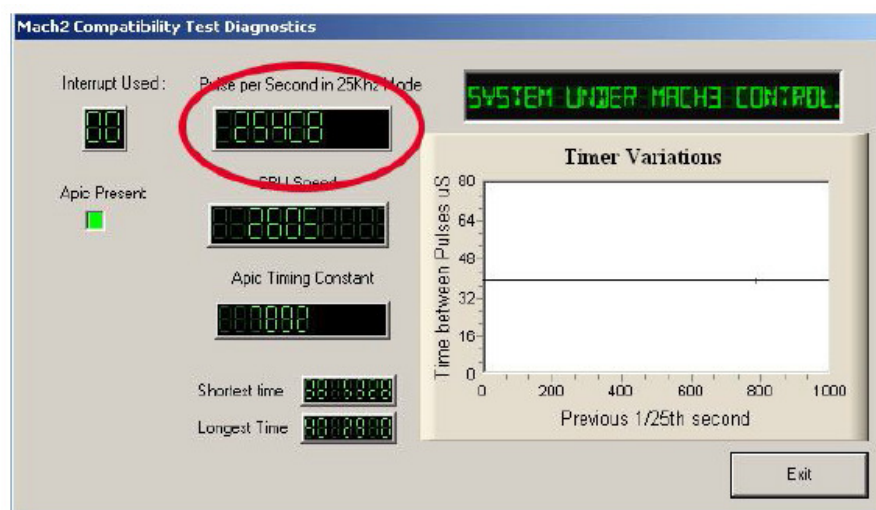 Mach2 Compatibility Test Diagnostics
Interrupt Used :
Pulse per Second in 25Khz Mode
SYSTEM UNDER MACH3 CONTROL.
Apic Present
CPU Speed
2605
Apic Timing Constant
Shortest time
Longest Time
Timer Variations
Time between Pulses uS
80
64
48
32
16
0
0 200 400 600 800 1000
Previous 1/25th second
Exit